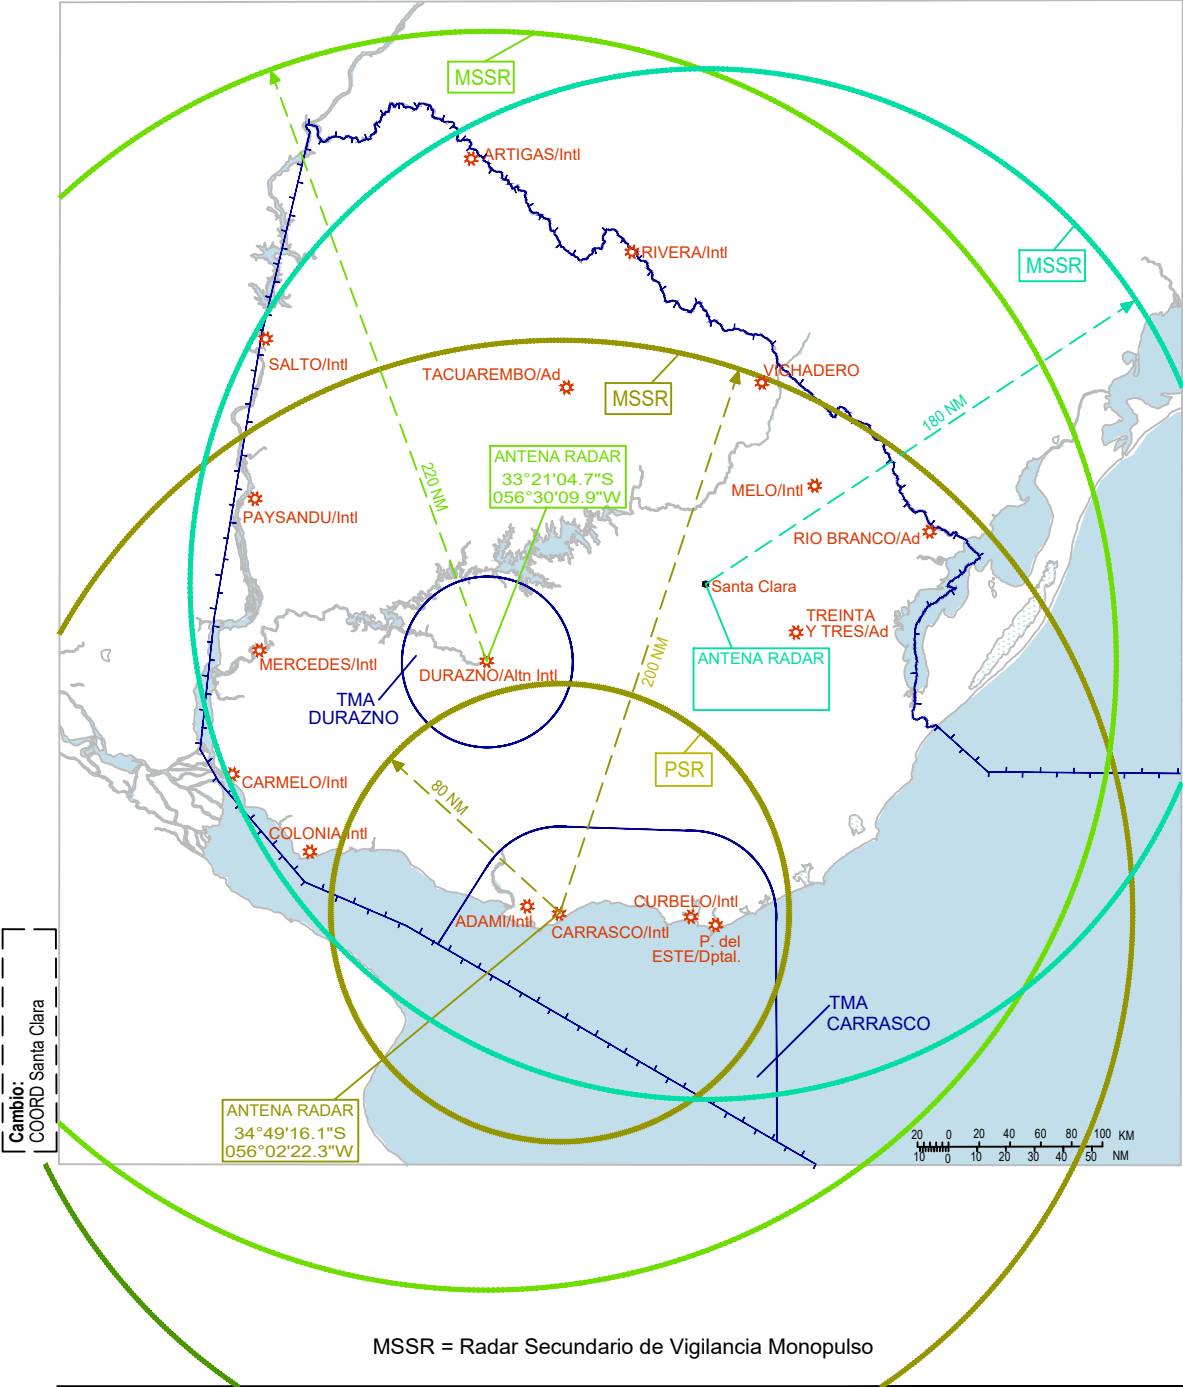 MSSR
ARTIGAS/Intl
RIVERA/Intl
MSSR
SALTO/Intl
TACUAREMBO/Ad
VICHADERO
MSSR
180 NM
ANTENA RADAR
33°21'04.7"S
056°30'09.9"W
220 NM
MELO/Intl
PAYSANDU/Intl
RIO BRANCO/Ad
Santa Clara
TREINTA
Y TRES/Ad
MERCEDES/Intl
ANTENA RADAR
200 NM
DURAZNO/Altn Intl
TMA
DURAZNO
PSR
CARMELO/Intl
80 NM
COLONIA/Intl
CURBELO/Intl
ADAMI/Intl
CARRASCO/Intl
P. del
ESTE/Dptal.
TMA
CARRASCO
Cambio:
COORD Santa Clara
ANTENA RADAR
34°49'16.1"S
056°02'22.3"W
20 0 20 40 60 80 100 KM
10 0 10 20 30 40 50 NM
MSSR = Radar Secundario de Vigilancia Monopulso